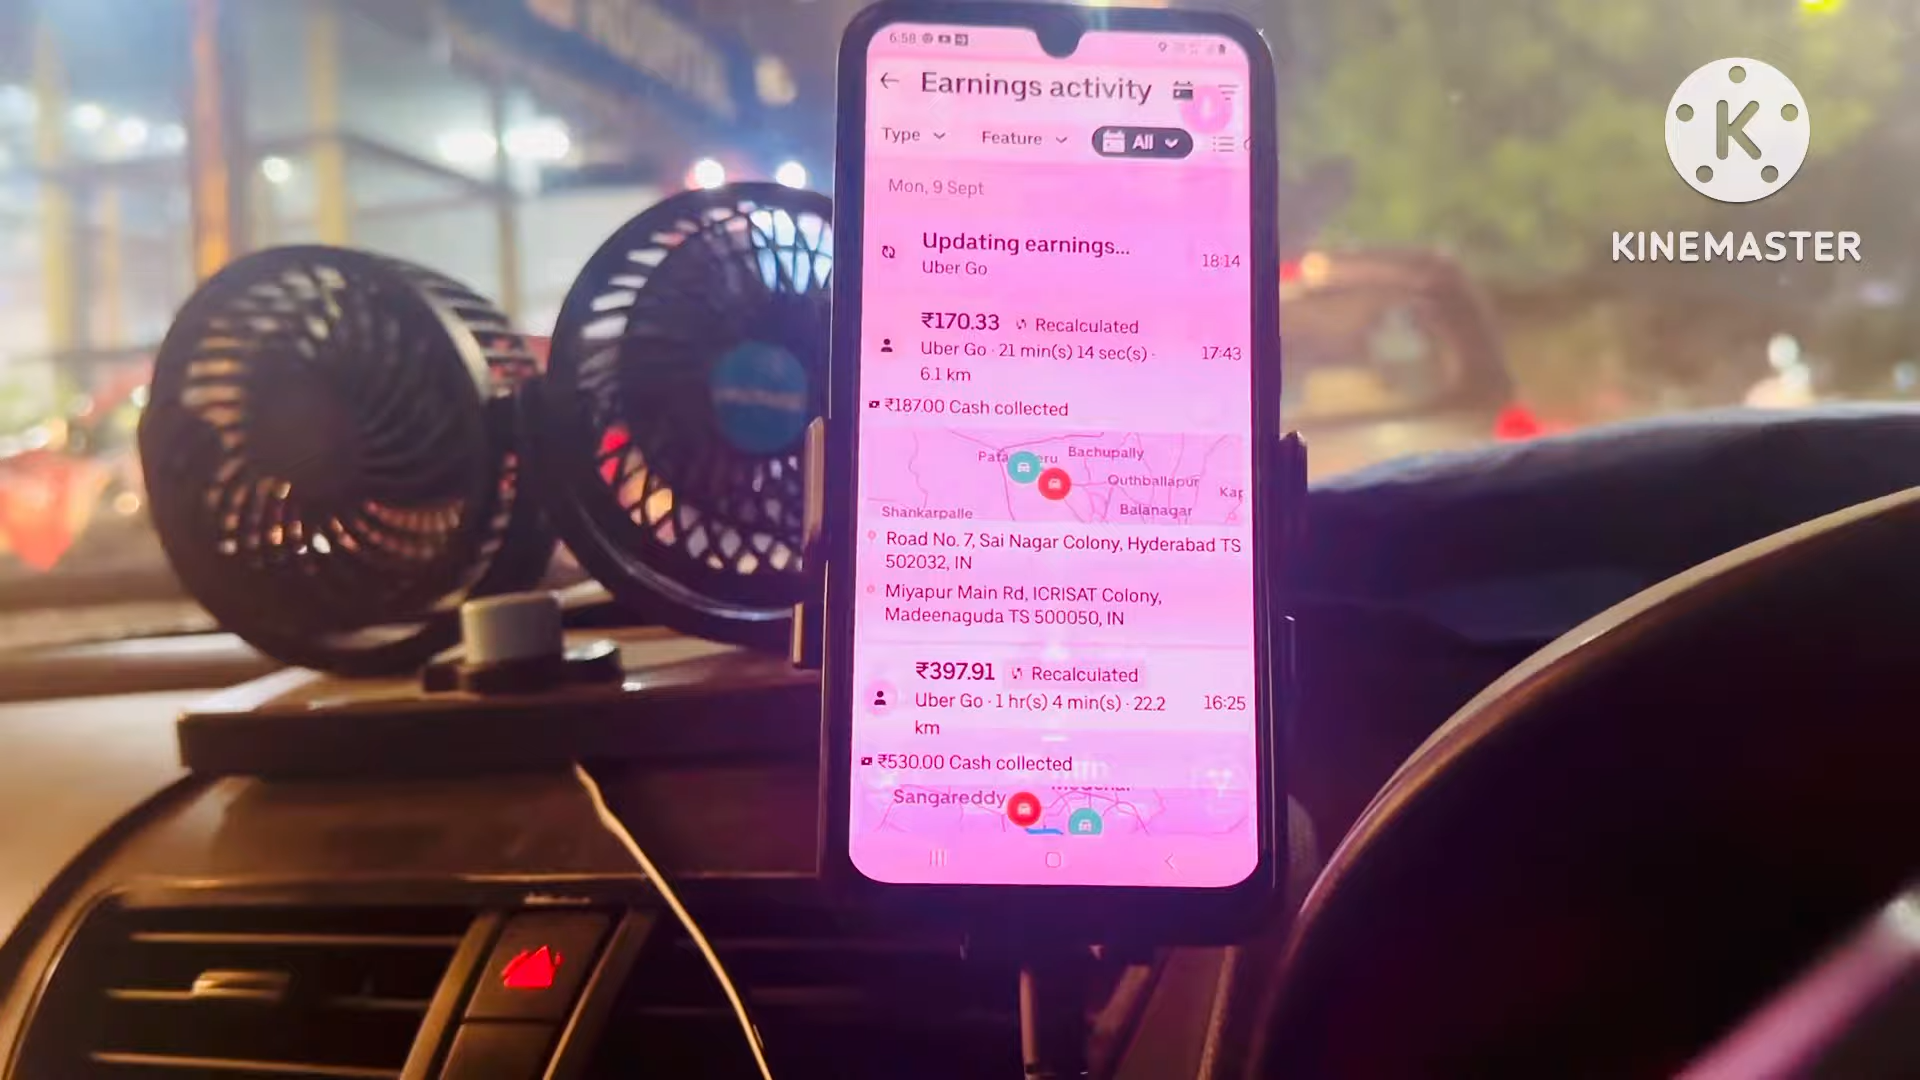 6:58
Earnings activity
Type
Feature
All
Mon, 9 Sept
Updating earnings...
Uber Go
18:14
₹170.33 Recalculated
Uber Go · 21 min(s) 14 sec(s) ·
6.1 km
17:43
₹187.00 Cash collected
Bachupally
Quthballapur
Shankarpalle
Balanagar
Road No. 7, Sai Nagar Colony, Hyderabad TS
502032, IN
Miyapur Main Rd, ICRISAT Colony,
Madeenaguda TS 500050, IN
₹397.91 Recalculated
Uber Go · 1 hr(s) 4 min(s) · 22.2
km
16:25
₹530.00 Cash collected
Sangareddy
K
KINEMASTER